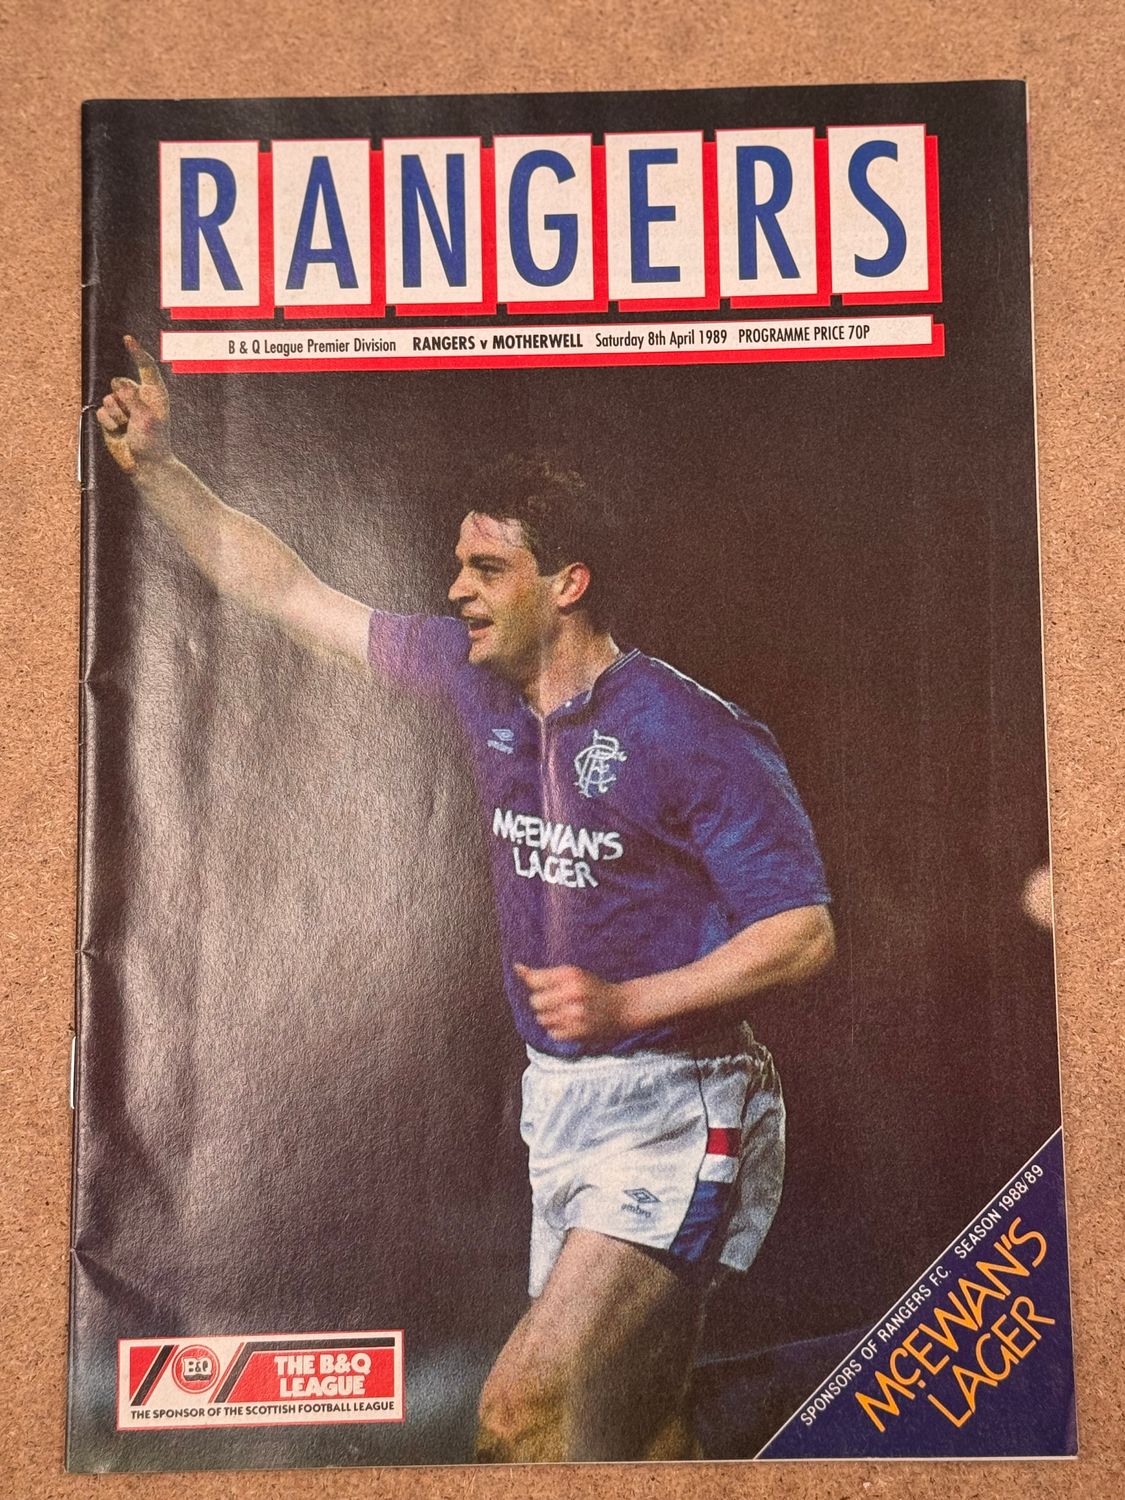 RANGERS
B & Q League Premier Division RANGERS v MOTHERWELL Saturday 8th April 1989 PROGRAMME PRICE 70P
umbro
McEWAN'S
LAGER
umbro
SPONSORS OF RANGERS F.C. SEASON 1988/89
McEWAN'S
LAGER
B&Q
THE B&Q
LEAGUE
THE SPONSOR OF THE SCOTTISH FOOTBALL LEAGUE